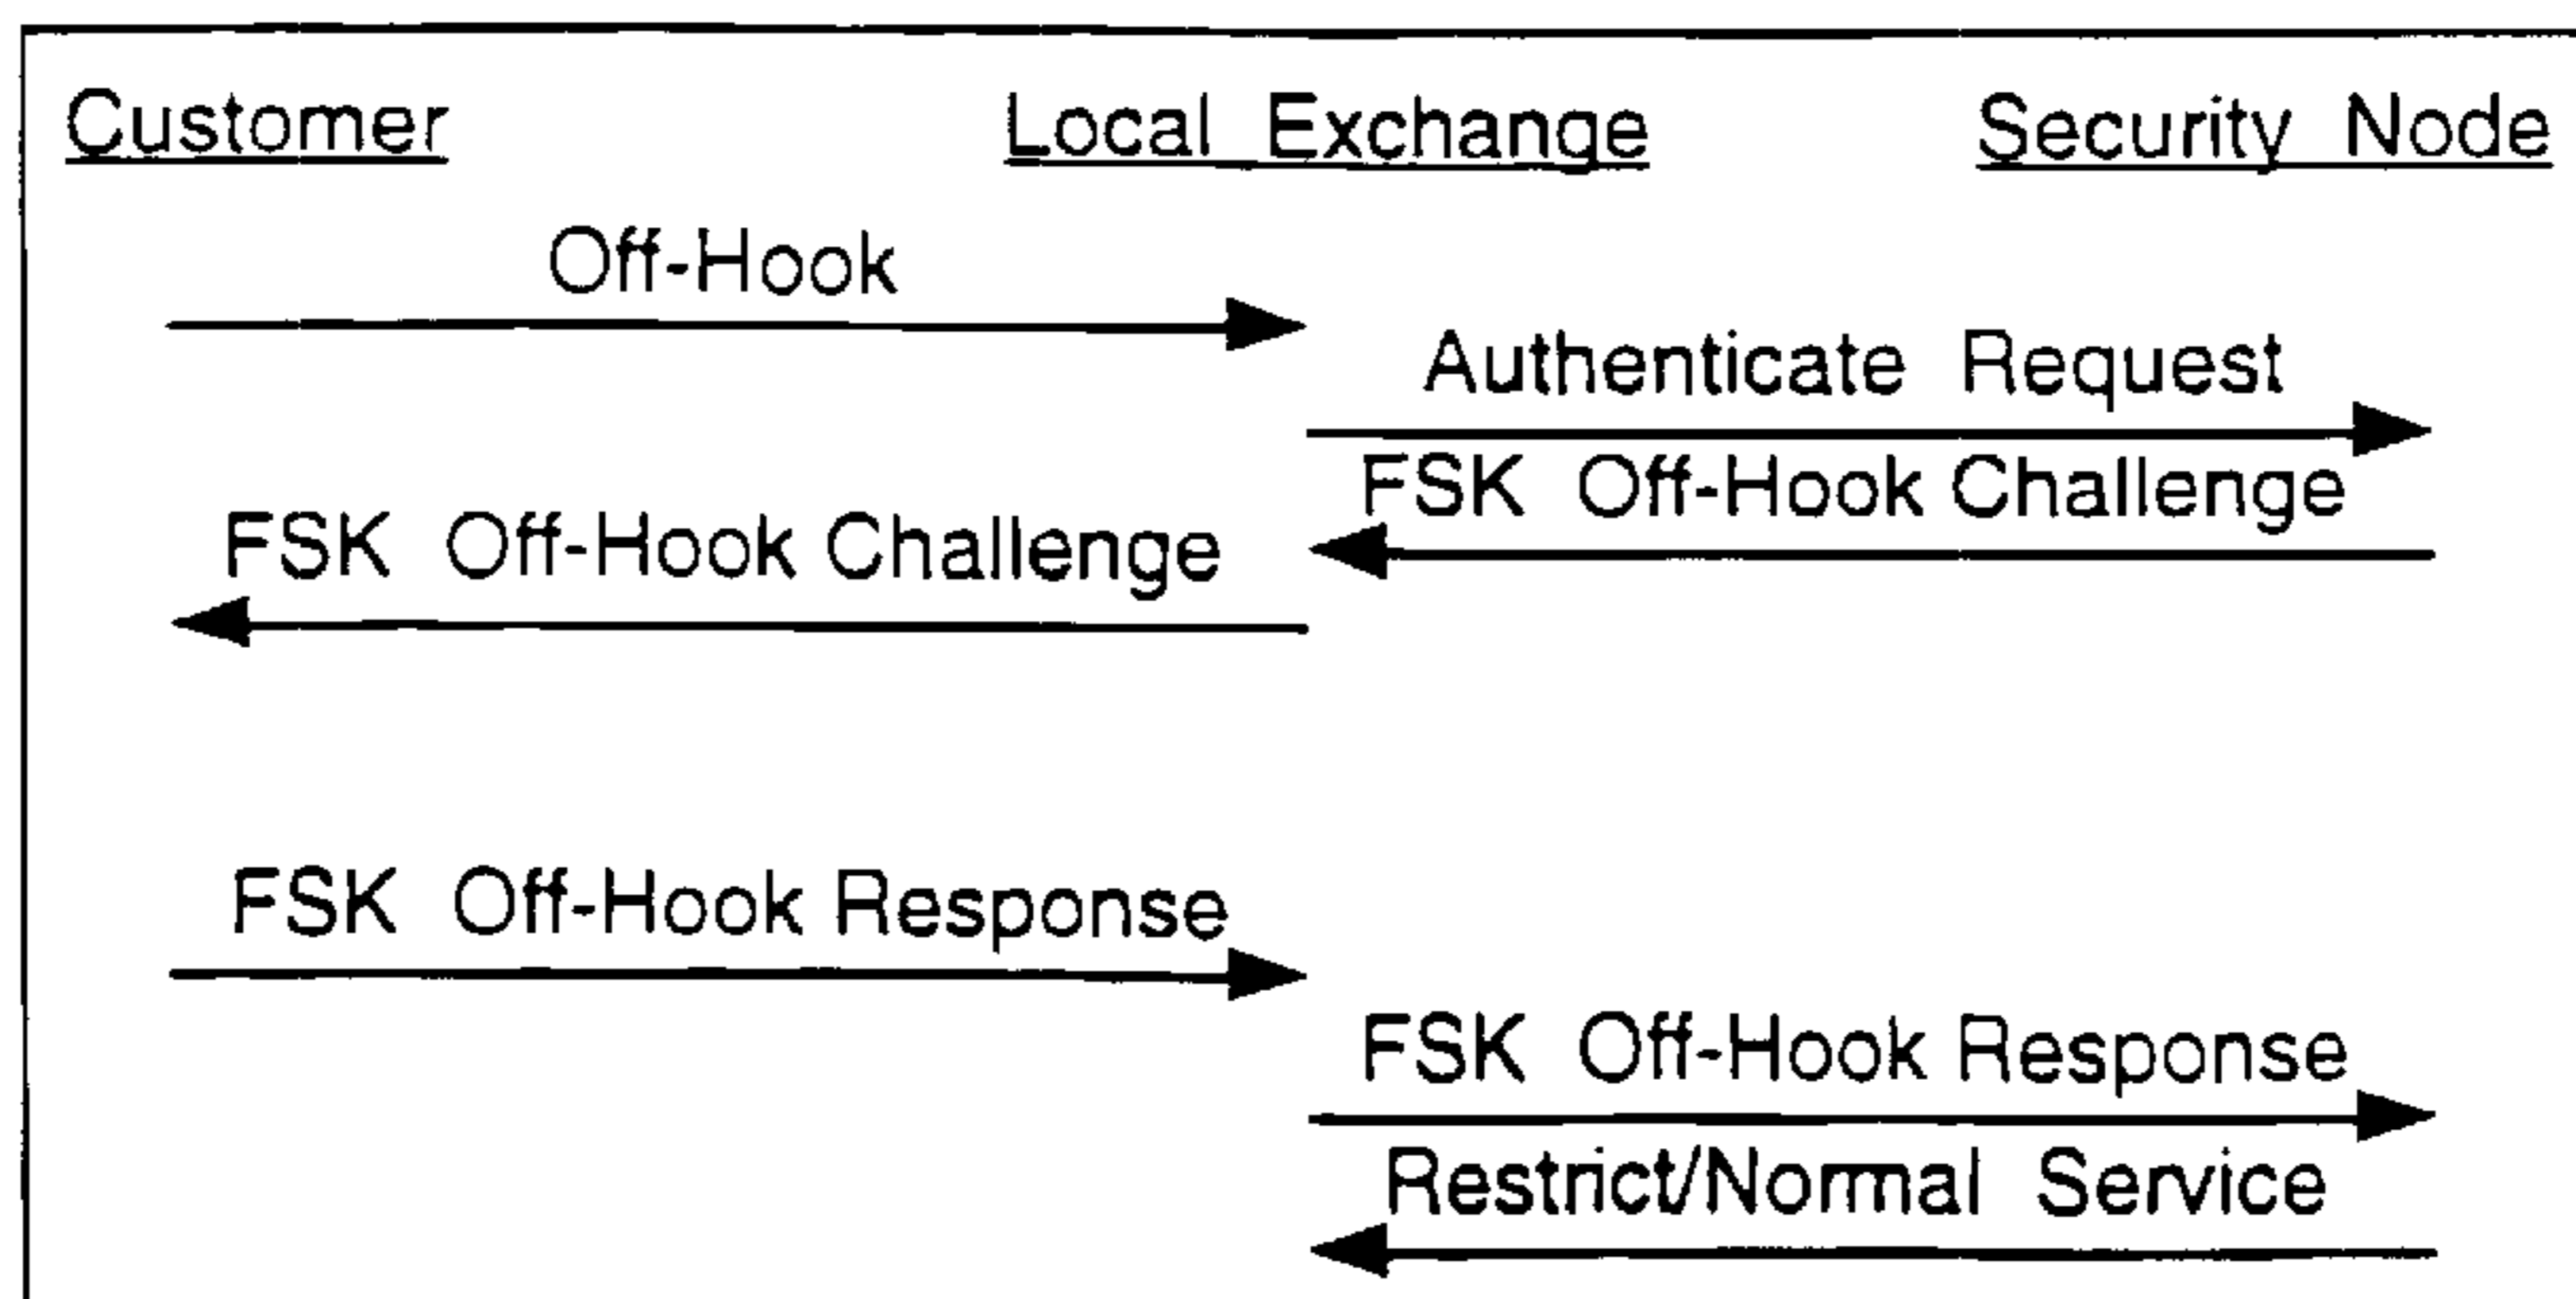 Customer Local Exchange Security Node
Off-Hook
Authenticate Request
FSK Off-Hook Challenge
FSK Off-Hook Challenge
FSK Off-Hook Response
FSK Off-Hook Response
Restrict/Normal Service